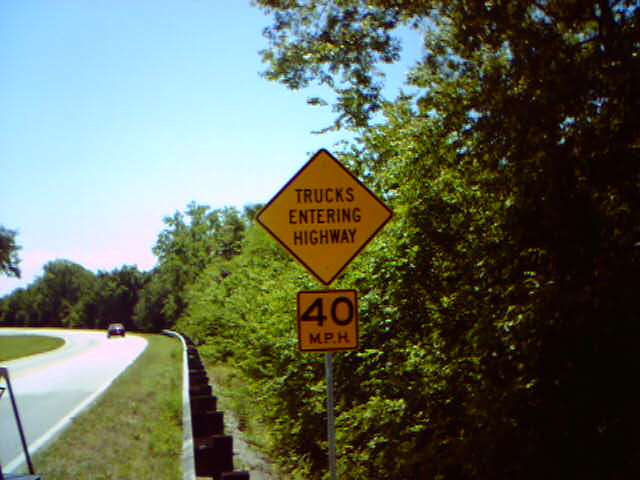 TRUCKS
ENTERING
HIGHWAY
40
M.P.H.